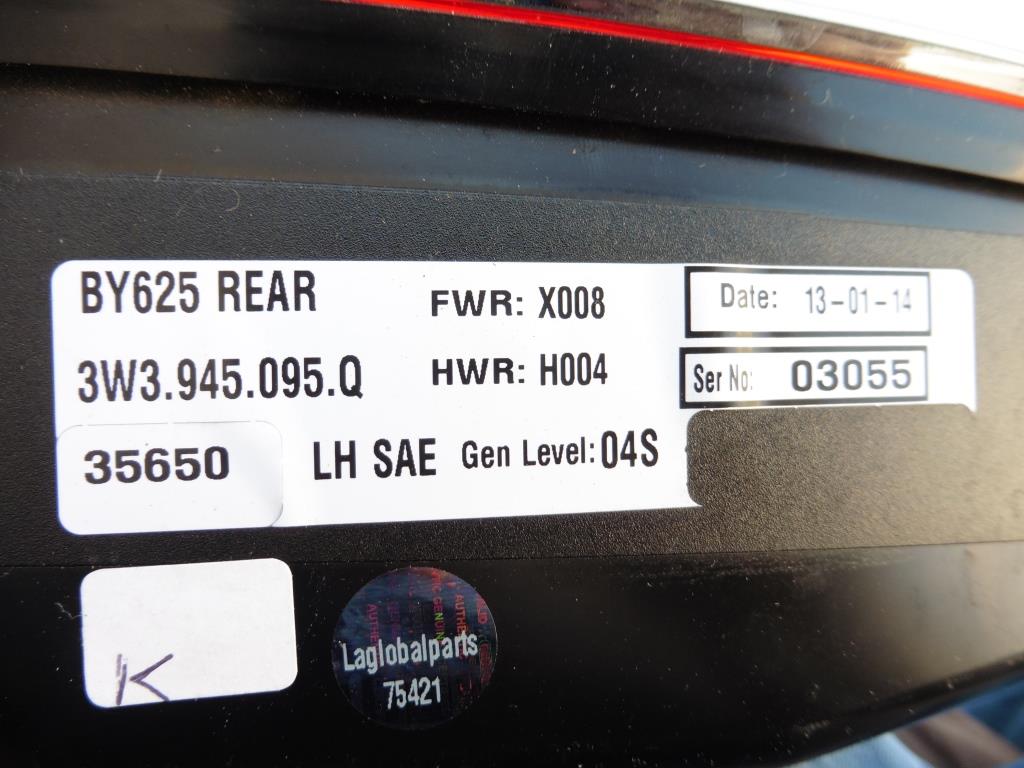 BY625 REAR
FWR: X008
Date: 13-01-14
3W3.945.095.Q
HWR: H004
Ser No: 03055
35650
LH SAE
Gen Level: 04S
K
Laglobalparts
75421